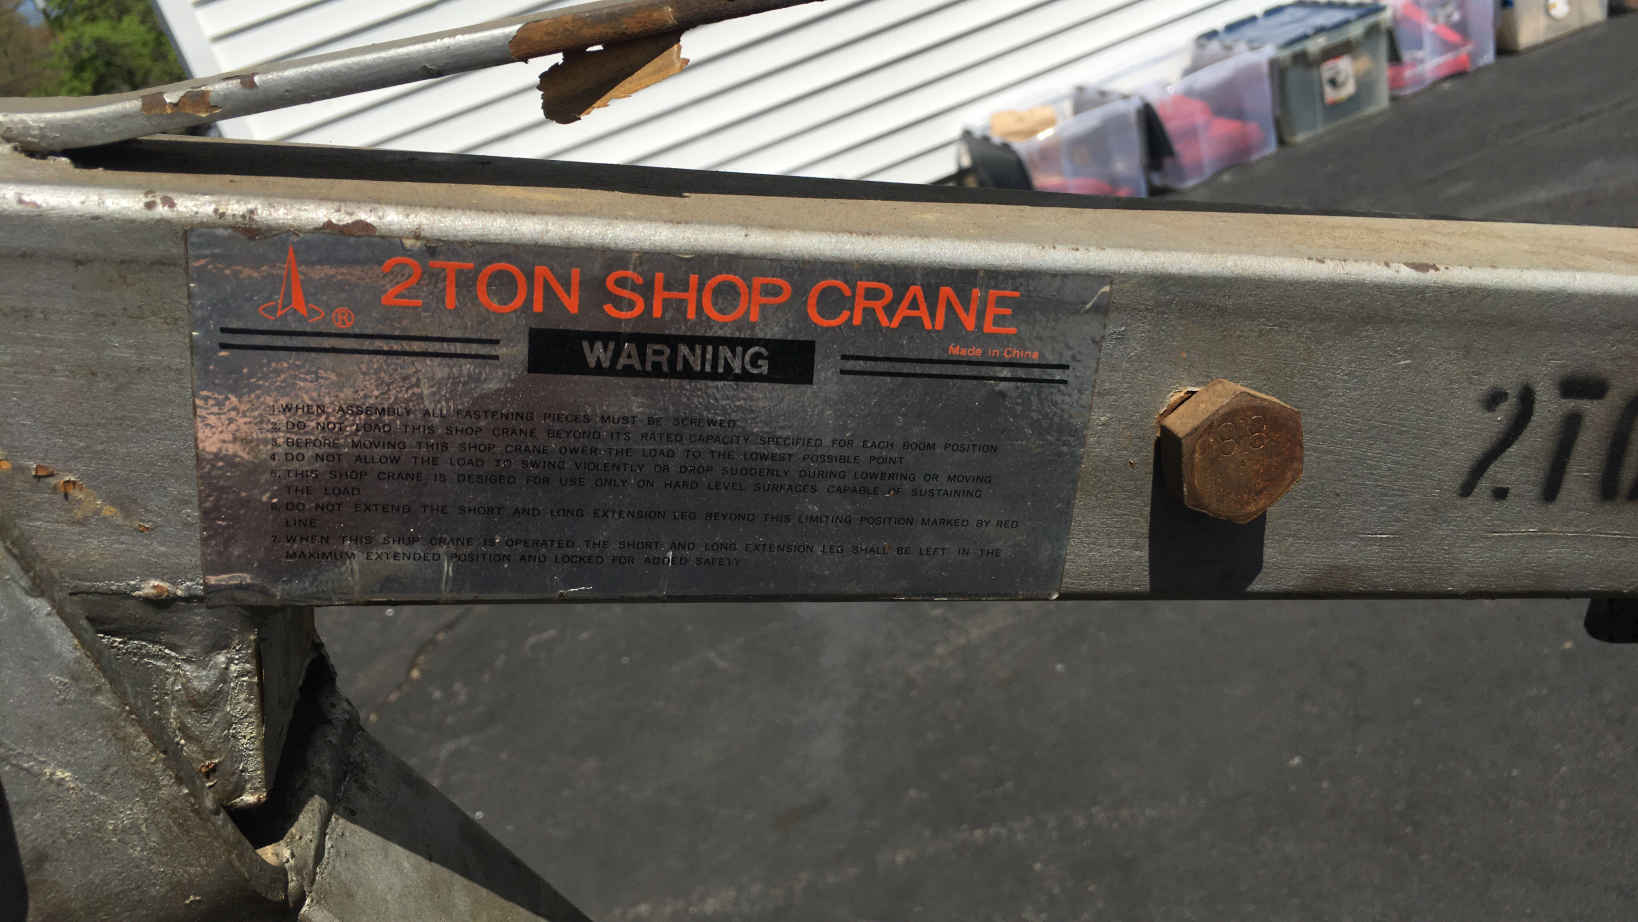 ® 2TON SHOP CRANE
WARNING
Made in China
1.WHEN ASSEMBLY ALL FASTENING PIECES MUST BE SCREWED
2. DO NOT LOAD THIS SHOP CRANE BEYOND ITS RATED CAPACITY SPECIFIED FOR EACH BOOM POSITION
3. BEFORE MOVING THIS SHOP CRANE OWER THE LOAD TO THE LOWEST POSSIBLE POINT
4. DO NOT ALLOW THE LOAD TO SWING VIOLENTLY OR DROP SUDDENLY DURING LOWERING OR MOVING
5. THIS SHOP CRANE IS DESIGED FOR USE ONLY ON HARD LEVEL SURFACES CAPABLE OF SUSTAINING
THE LOAD
6. DO NOT EXTEND THE SHORT AND LONG EXTENSION LEG BEYOND THIS LIMITING POSITION MARKED BY RED
LINE
7. WHEN THIS SHOP CRANE IS OPERATED THE SHORT AND LONG EXTENSION LEG SHALL BE LEFT IN THE
MAXIMUM EXTENDED POSITION AND LOCKED FOR ADDED SAFETY
8.8
2T